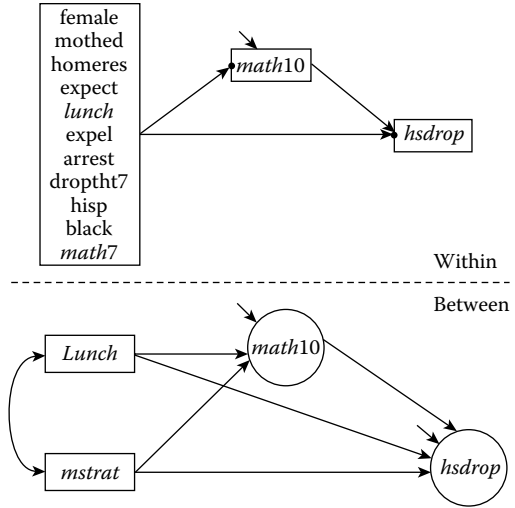 female
mothed
homeres
expect
lunch
expel
arrest
droptht7
hisp
black
math7
math10
hsdrop
Within
Between
Lunch
math10
mstrat
hsdrop